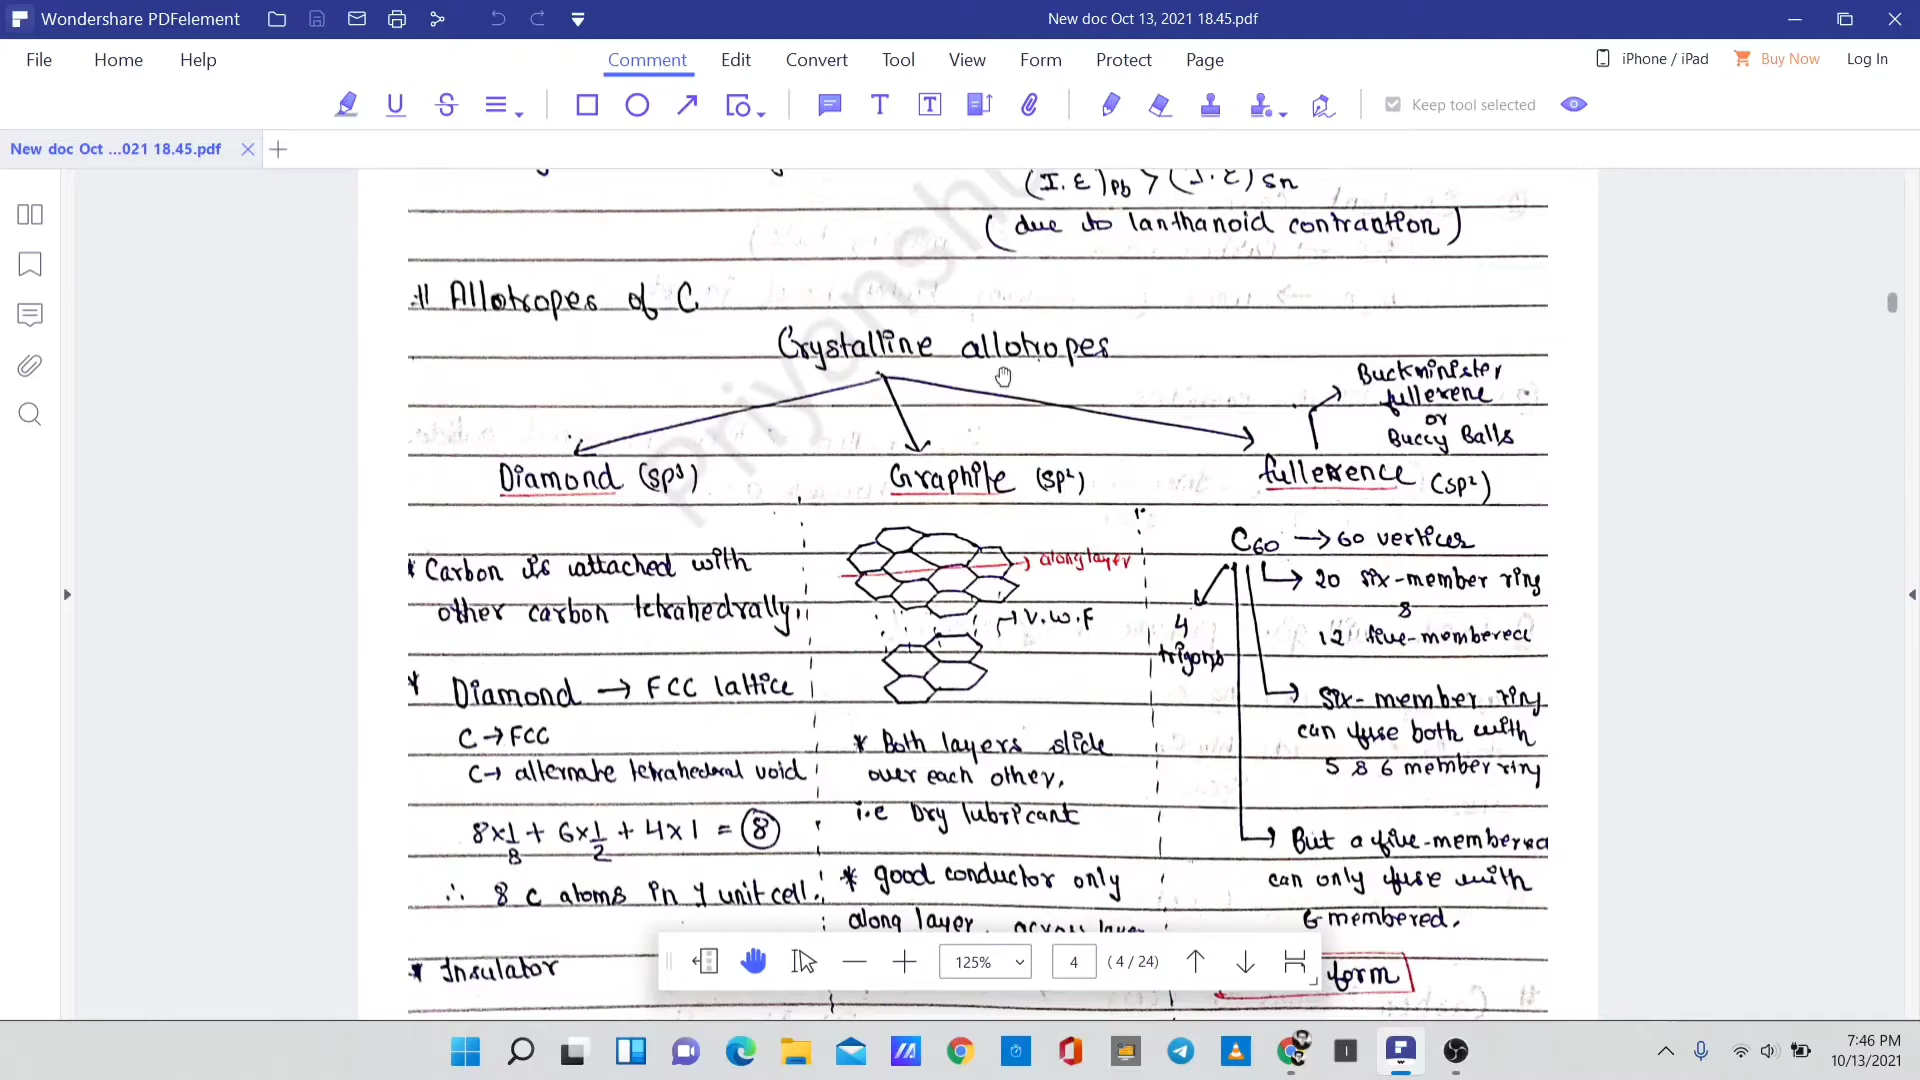 Wondershare PDFelement
New doc Oct 13, 2021 18.45.pdf
File Home Help Comment Edit Convert Tool View Form Protect Page iPhone / iPad Buy Now Log In
Keep tool selected
New doc Oct ...021 18.45.pdf
(I.E)Pb > (I.E)Sn
(due to lanthanoid contraction)
# Allotropes of C
Crystalline allotropes
Buckminister
fullerene
or
Buccy Balls
Diamond (sp³)
Graphite (sp²)
fullerence (sp²)
* Carbon is attached with
other carbon tetrahedrally.
* Diamond → FCC lattice
C → FCC
C → alternate tetrahedral void
8×1/8 + 6×1/2 + 4×1 = 8
∴ 8 C atoms in 1 unit cell.
* Insulator
→ along layer
→ V.W.F
* Both layers slide
over each other.
i.e Dry lubricant
* good conductor only
along layer, across layer
C60 → 60 vertices
→ 20 six-member ring
&
12 five-membered
4
trigons
→ six-member ring
can fuse both with
5 & 6 member ring
→ But a five-membered
can only fuse with
6 membered.
form
Priyanshu
125% 4 (4 / 24)
7:46 PM
10/13/2021